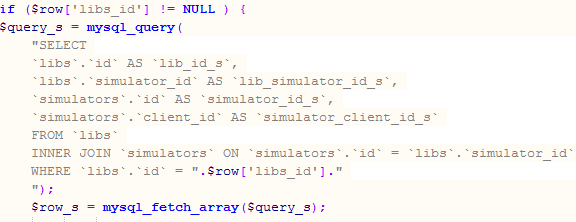 if ($row['libs_id'] != NULL ) {
$query_s = mysql_query(
"SELECT
`libs`.`id` AS `lib_id_s`,
`libs`.`simulator_id` AS `lib_simulator_id_s`,
`simulators`.`id` AS `simulator_id_s`,
`simulators`.`client_id` AS `simulator_client_id_s`
FROM `libs`
INNER JOIN `simulators` ON `simulators`.`id` = `libs`.`simulator_id`
WHERE `libs`.`id` = ".$row['libs_id']."
");
$row_s = mysql_fetch_array($query_s);